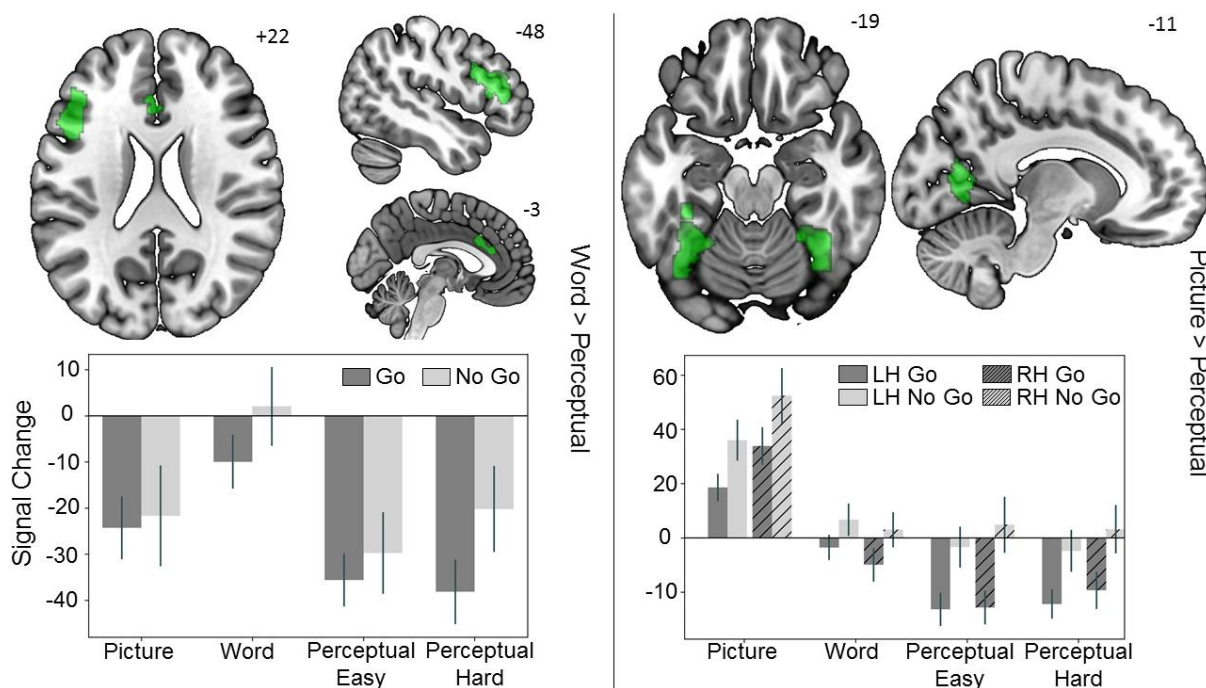 +22
-48
-3
Word > Perceptual
10
0
-10
-20
-30
-40
Signal Change
Go
No Go
Picture
Word
Perceptual
Easy
Perceptual
Hard
-19
-11
Picture > Perceptual
60
40
20
0
-10
LH Go
RH Go
LH No Go
RH No Go
Picture
Word
Perceptual
Easy
Perceptual
Hard